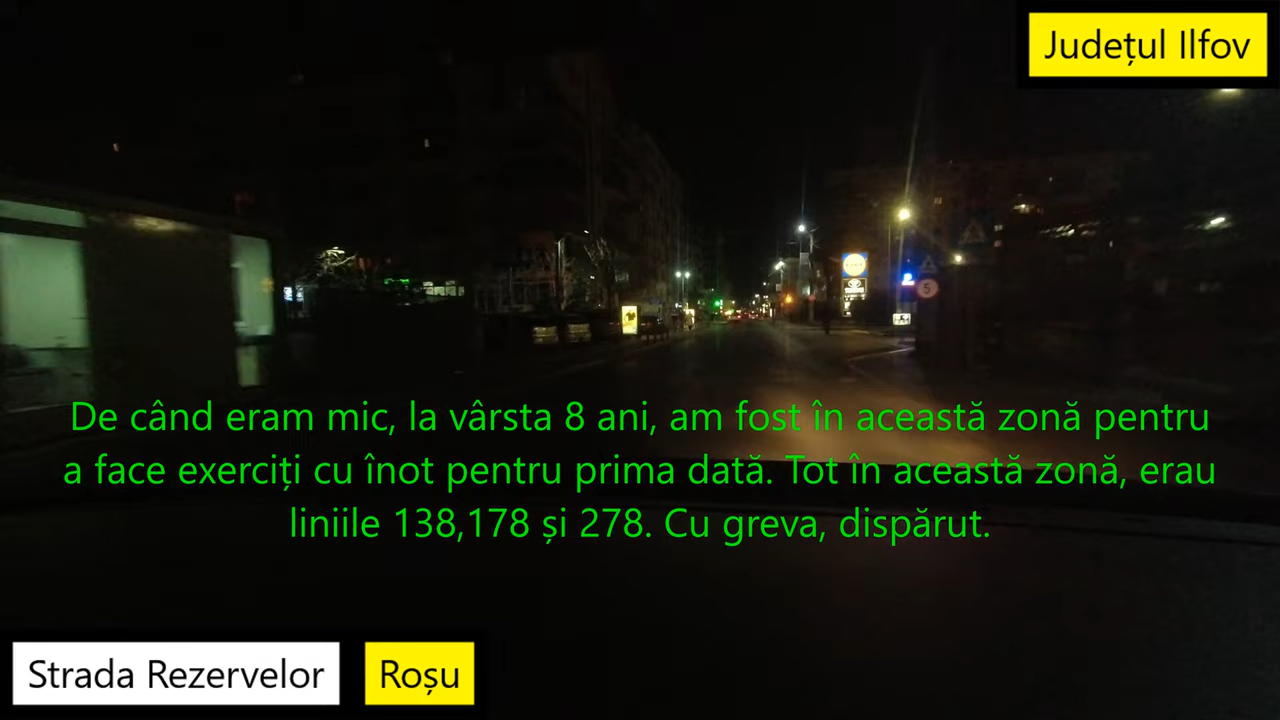 Județul Ilfov
5
De când eram mic, la vârsta 8 ani, am fost în această zonă pentru
a face exerciți cu înot pentru prima dată. Tot în această zonă, erau
liniile 138,178 și 278. Cu greva, dispărut.
Strada Rezervelor
Roșu